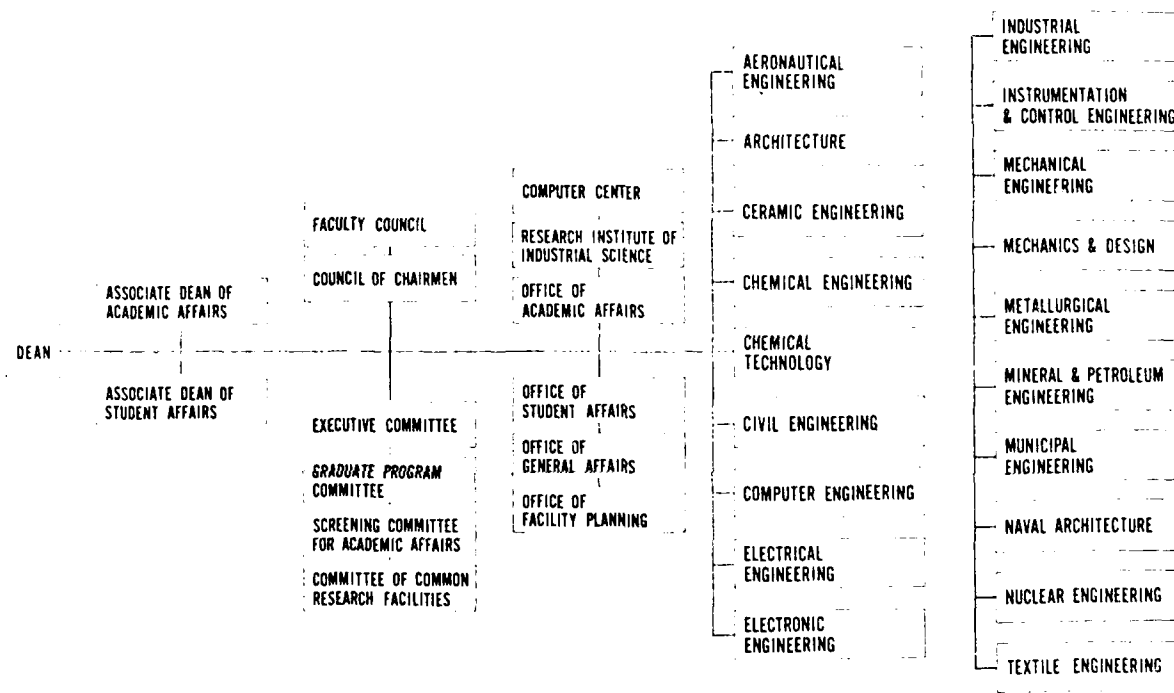 DEAN
ASSOCIATE DEAN OF
ACADEMIC AFFAIRS
ASSOCIATE DEAN OF
STUDENT AFFAIRS
FACULTY COUNCIL
COUNCIL OF CHAIRMEN
EXECUTIVE COMMITTEE
GRADUATE PROGRAM
COMMITTEE
SCREENING COMMITTEE
FOR ACADEMIC AFFAIRS
COMMITTEE OF COMMON
RESEARCH FACILITIES
COMPUTER CENTER
RESEARCH INSTITUTE OF
INDUSTRIAL SCIENCE
OFFICE OF
ACADEMIC AFFAIRS
OFFICE OF
STUDENT AFFAIRS
OFFICE OF
GENERAL AFFAIRS
OFFICE OF
FACILITY PLANNING
AERONAUTICAL
ENGINEERING
ARCHITECTURE
CERAMIC ENGINEERING
CHEMICAL ENGINEERING
CHEMICAL
TECHNOLOGY
CIVIL ENGINEERING
COMPUTER ENGINEERING
ELECTRICAL
ENGINEERING
ELECTRONIC
ENGINEERING
INDUSTRIAL
ENGINEERING
INSTRUMENTATION
& CONTROL ENGINEERING
MECHANICAL
ENGINEERING
MECHANICS & DESIGN
METALLURGICAL
ENGINEERING
MINERAL & PETROLEUM
ENGINEERING
MUNICIPAL
ENGINEERING
NAVAL ARCHITECTURE
NUCLEAR ENGINEERING
TEXTILE ENGINEERING